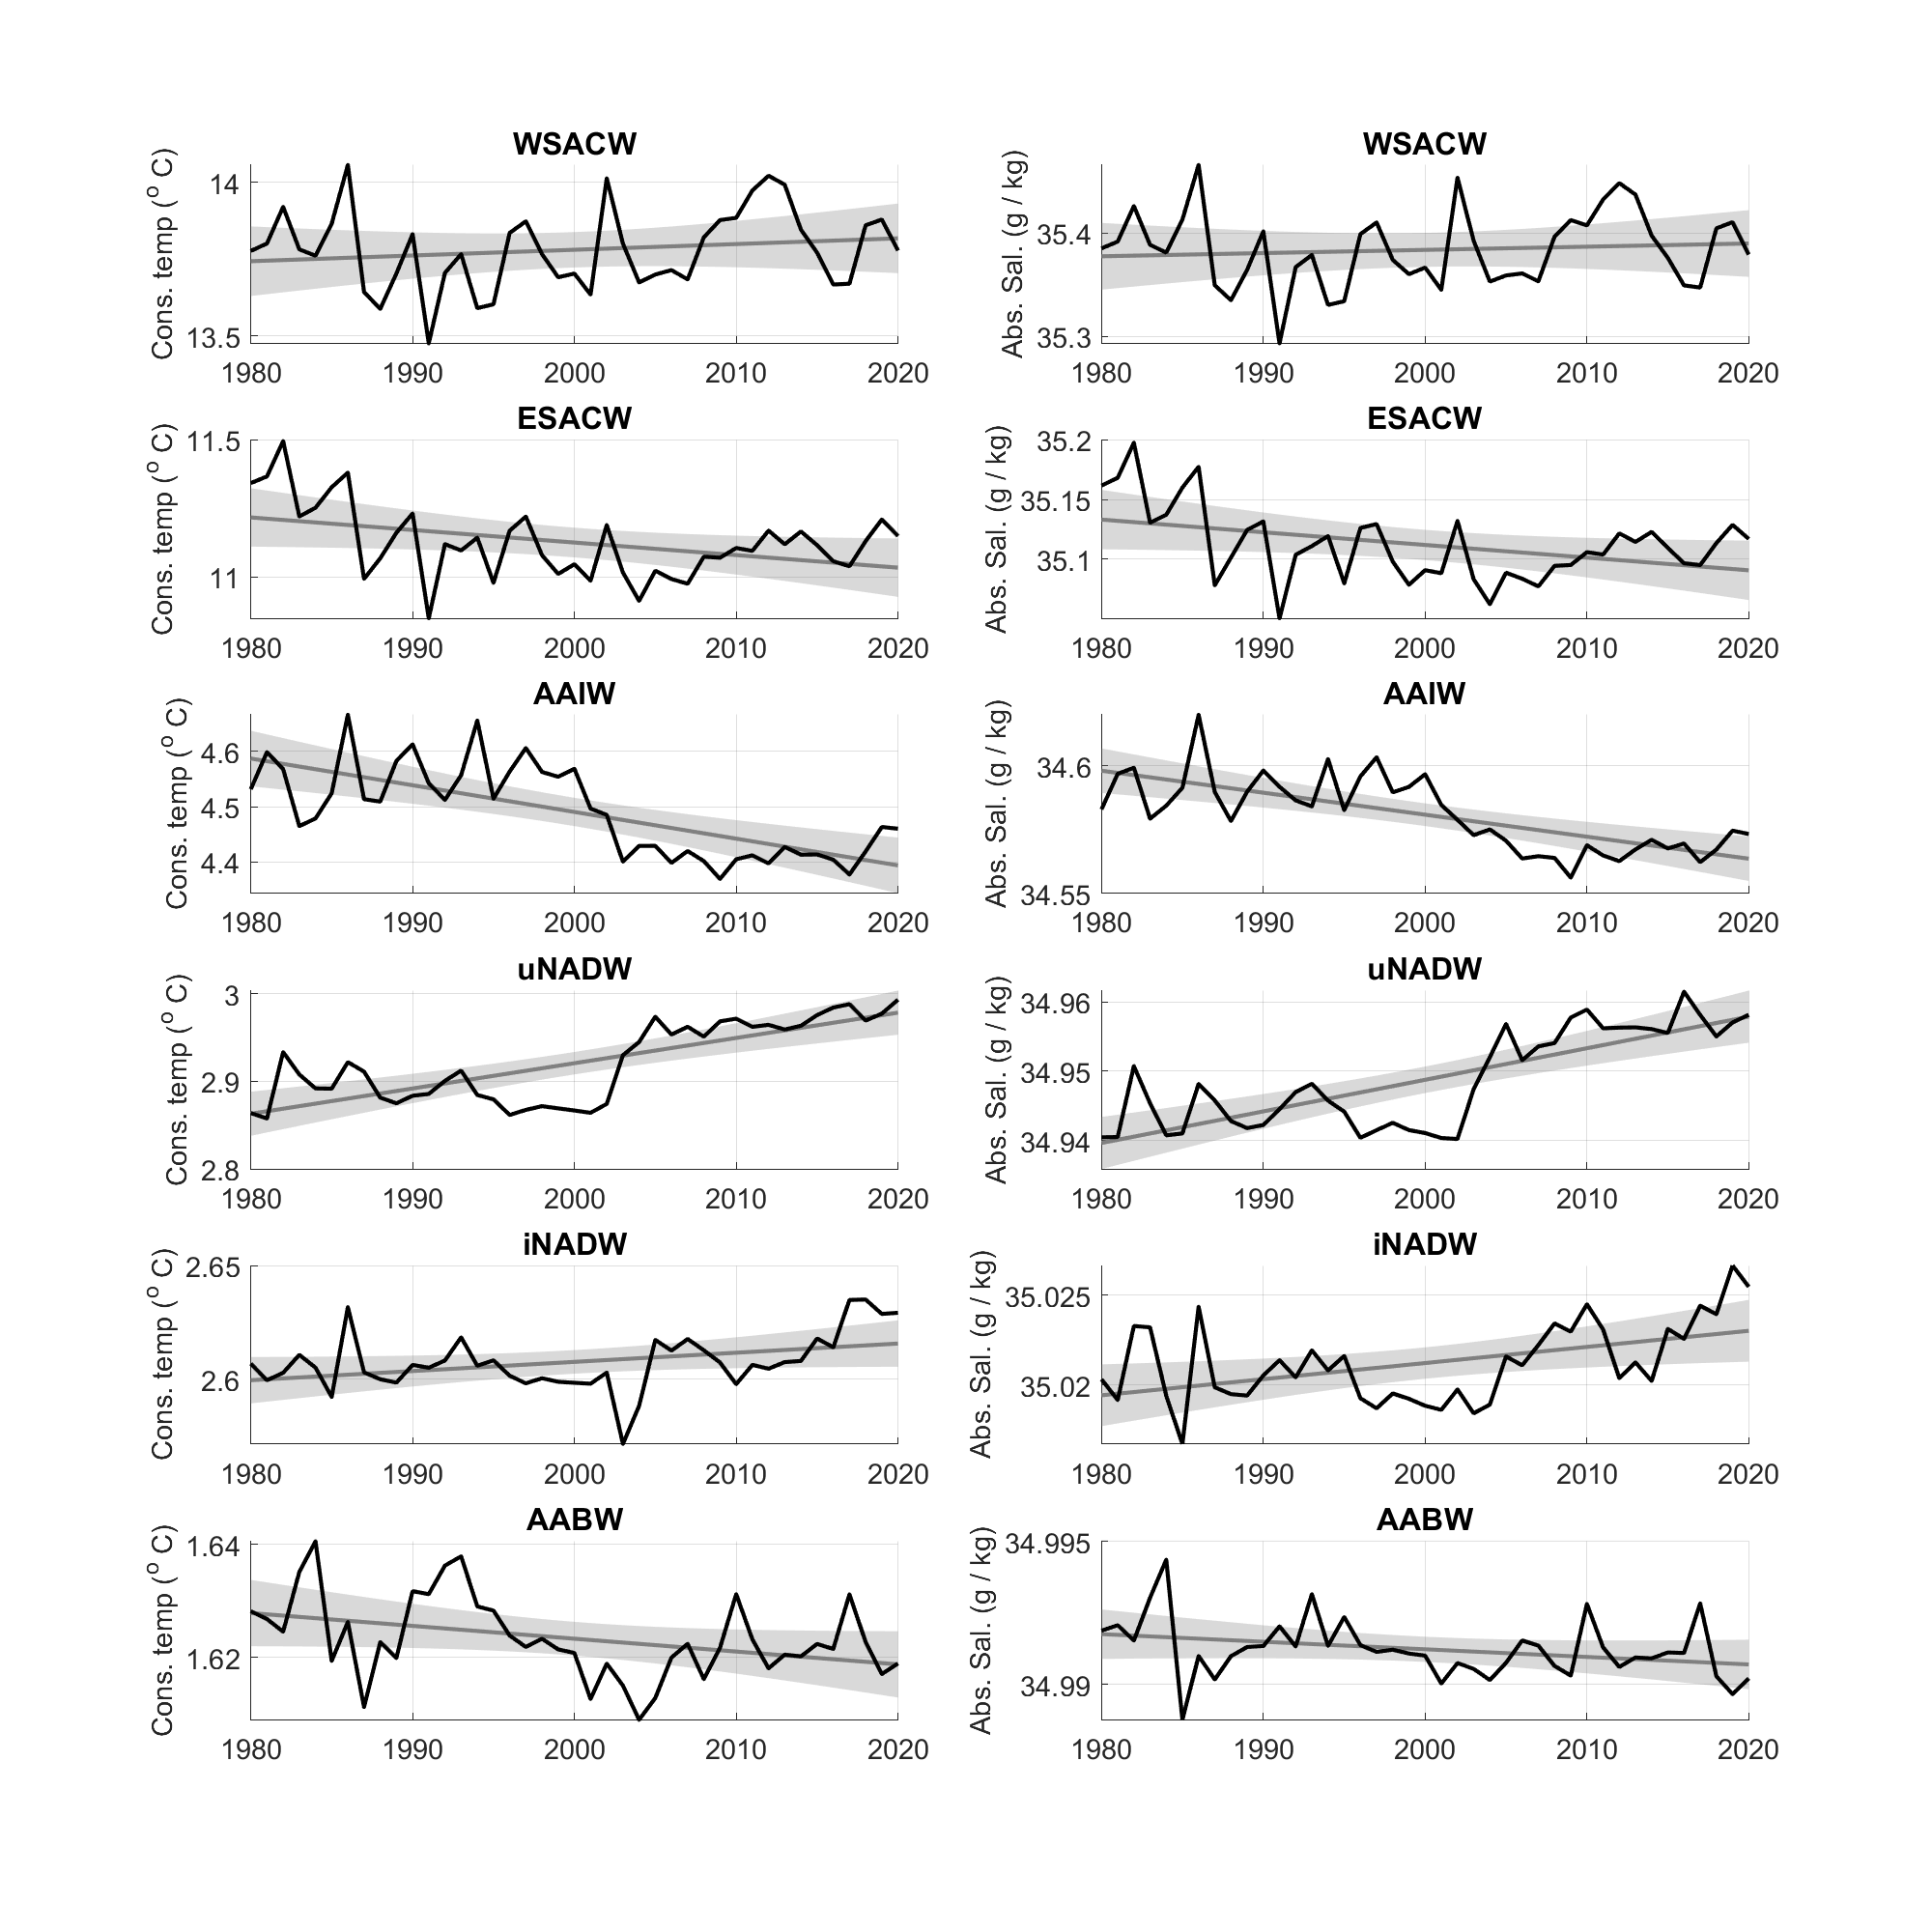 WSACW
Cons. temp (° C)
14
13.5
1980 1990 2000 2010 2020
WSACW
Abs. Sal. (g / kg)
35.4
35.3
1980 1990 2000 2010 2020
ESACW
Cons. temp (° C)
11.5
11
1980 1990 2000 2010 2020
ESACW
Abs. Sal. (g / kg)
35.2
35.15
35.1
1980 1990 2000 2010 2020
AAIW
Cons. temp (° C)
4.6
4.5
4.4
1980 1990 2000 2010 2020
AAIW
Abs. Sal. (g / kg)
34.6
34.55
1980 1990 2000 2010 2020
uNADW
Cons. temp (° C)
3
2.9
2.8
1980 1990 2000 2010 2020
uNADW
Abs. Sal. (g / kg)
34.96
34.95
34.94
1980 1990 2000 2010 2020
iNADW
Cons. temp (° C)
2.65
2.6
1980 1990 2000 2010 2020
iNADW
Abs. Sal. (g / kg)
35.025
35.02
1980 1990 2000 2010 2020
AABW
Cons. temp (° C)
1.64
1.62
1980 1990 2000 2010 2020
AABW
Abs. Sal. (g / kg)
34.995
34.99
1980 1990 2000 2010 2020